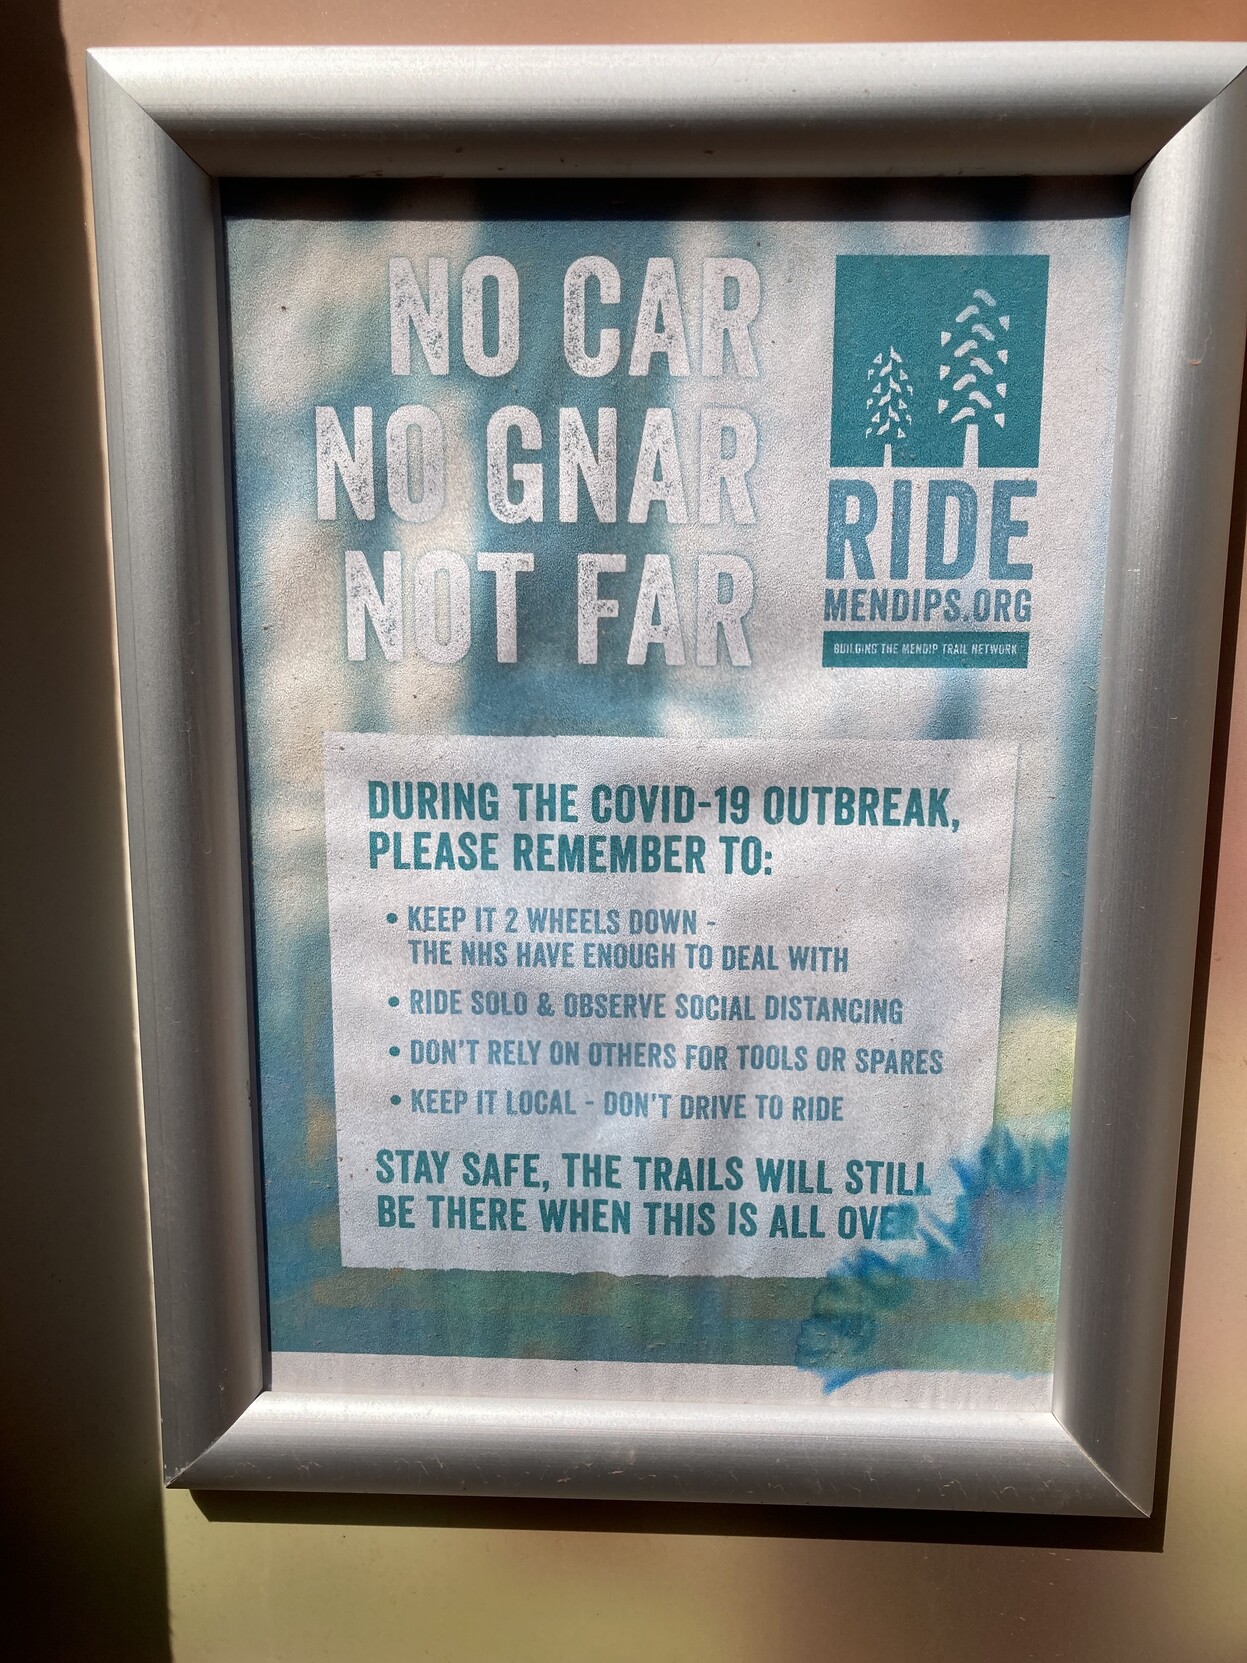 NO CAR
NO GNAR
NOT FAR
RIDE
MENDIPS.ORG
BUILDING THE MENDIP TRAIL NETWORK
DURING THE COVID-19 OUTBREAK,
PLEASE REMEMBER TO:
• KEEP IT 2 WHEELS DOWN -
THE NHS HAVE ENOUGH TO DEAL WITH
• RIDE SOLO & OBSERVE SOCIAL DISTANCING
• DON'T RELY ON OTHERS FOR TOOLS OR SPARES
• KEEP IT LOCAL - DON'T DRIVE TO RIDE
STAY SAFE, THE TRAILS WILL STILL
BE THERE WHEN THIS IS ALL OVER